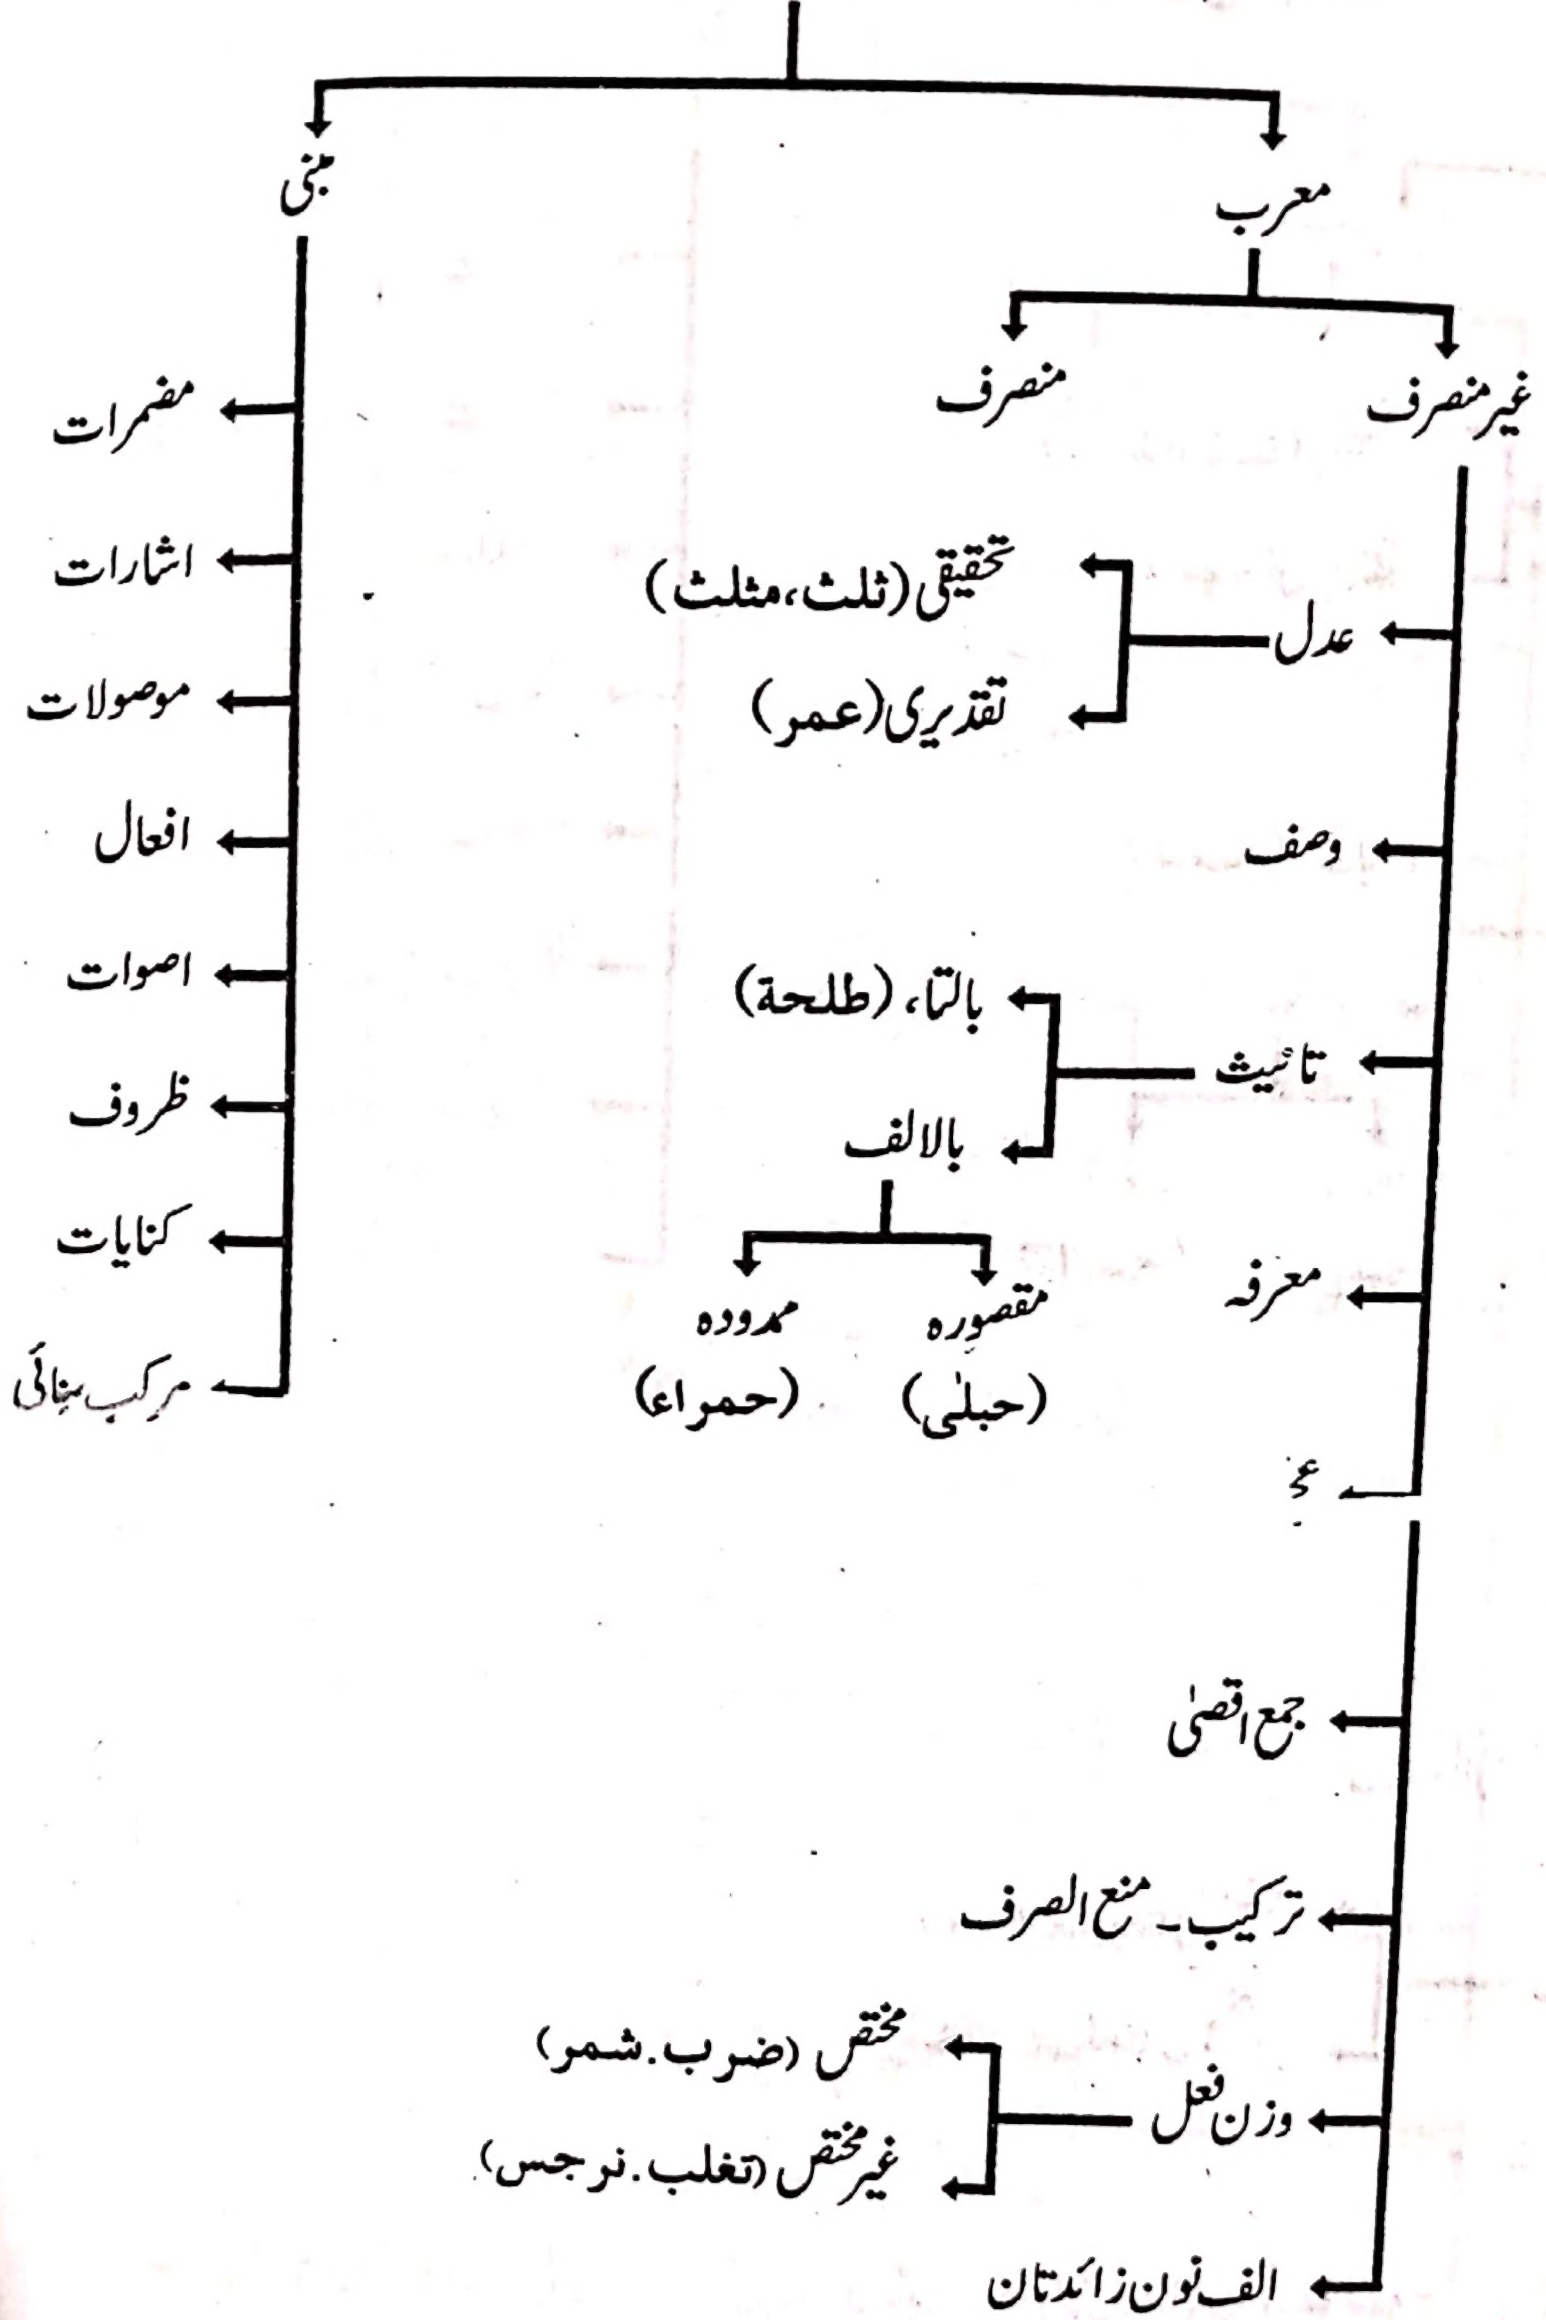 معرب
مبنی
غیر منصرف
منصرف
عدل
تحقیقی (ثلث، مثلث)
تقدیری (عمر)
وصف
تانیث
بالتاء (طلحة)
بالالف
مقصورہ
(حبلیٰ)
ممدودہ
(حمراء)
معرفہ
جمع اقصیٰ
ترکیب۔ منع الصرف
وزن فعل
مختص (ضرب. شمر)
غیر مختص (تغلب. نرجس)
الف نون زائدتان
مضمرات
اشارات
موصولات
افعال
اصوات
ظروف
کنایات
مرکب بنائی